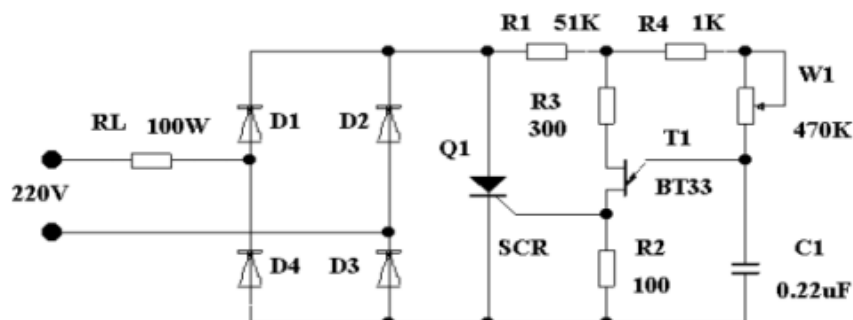 R1 51K R4 1K
W1
RL 100W D1 D2 R3
300 470K
T1
Q1
220V BT33
D4 D3 SCR R2 C1
100 0.22uF